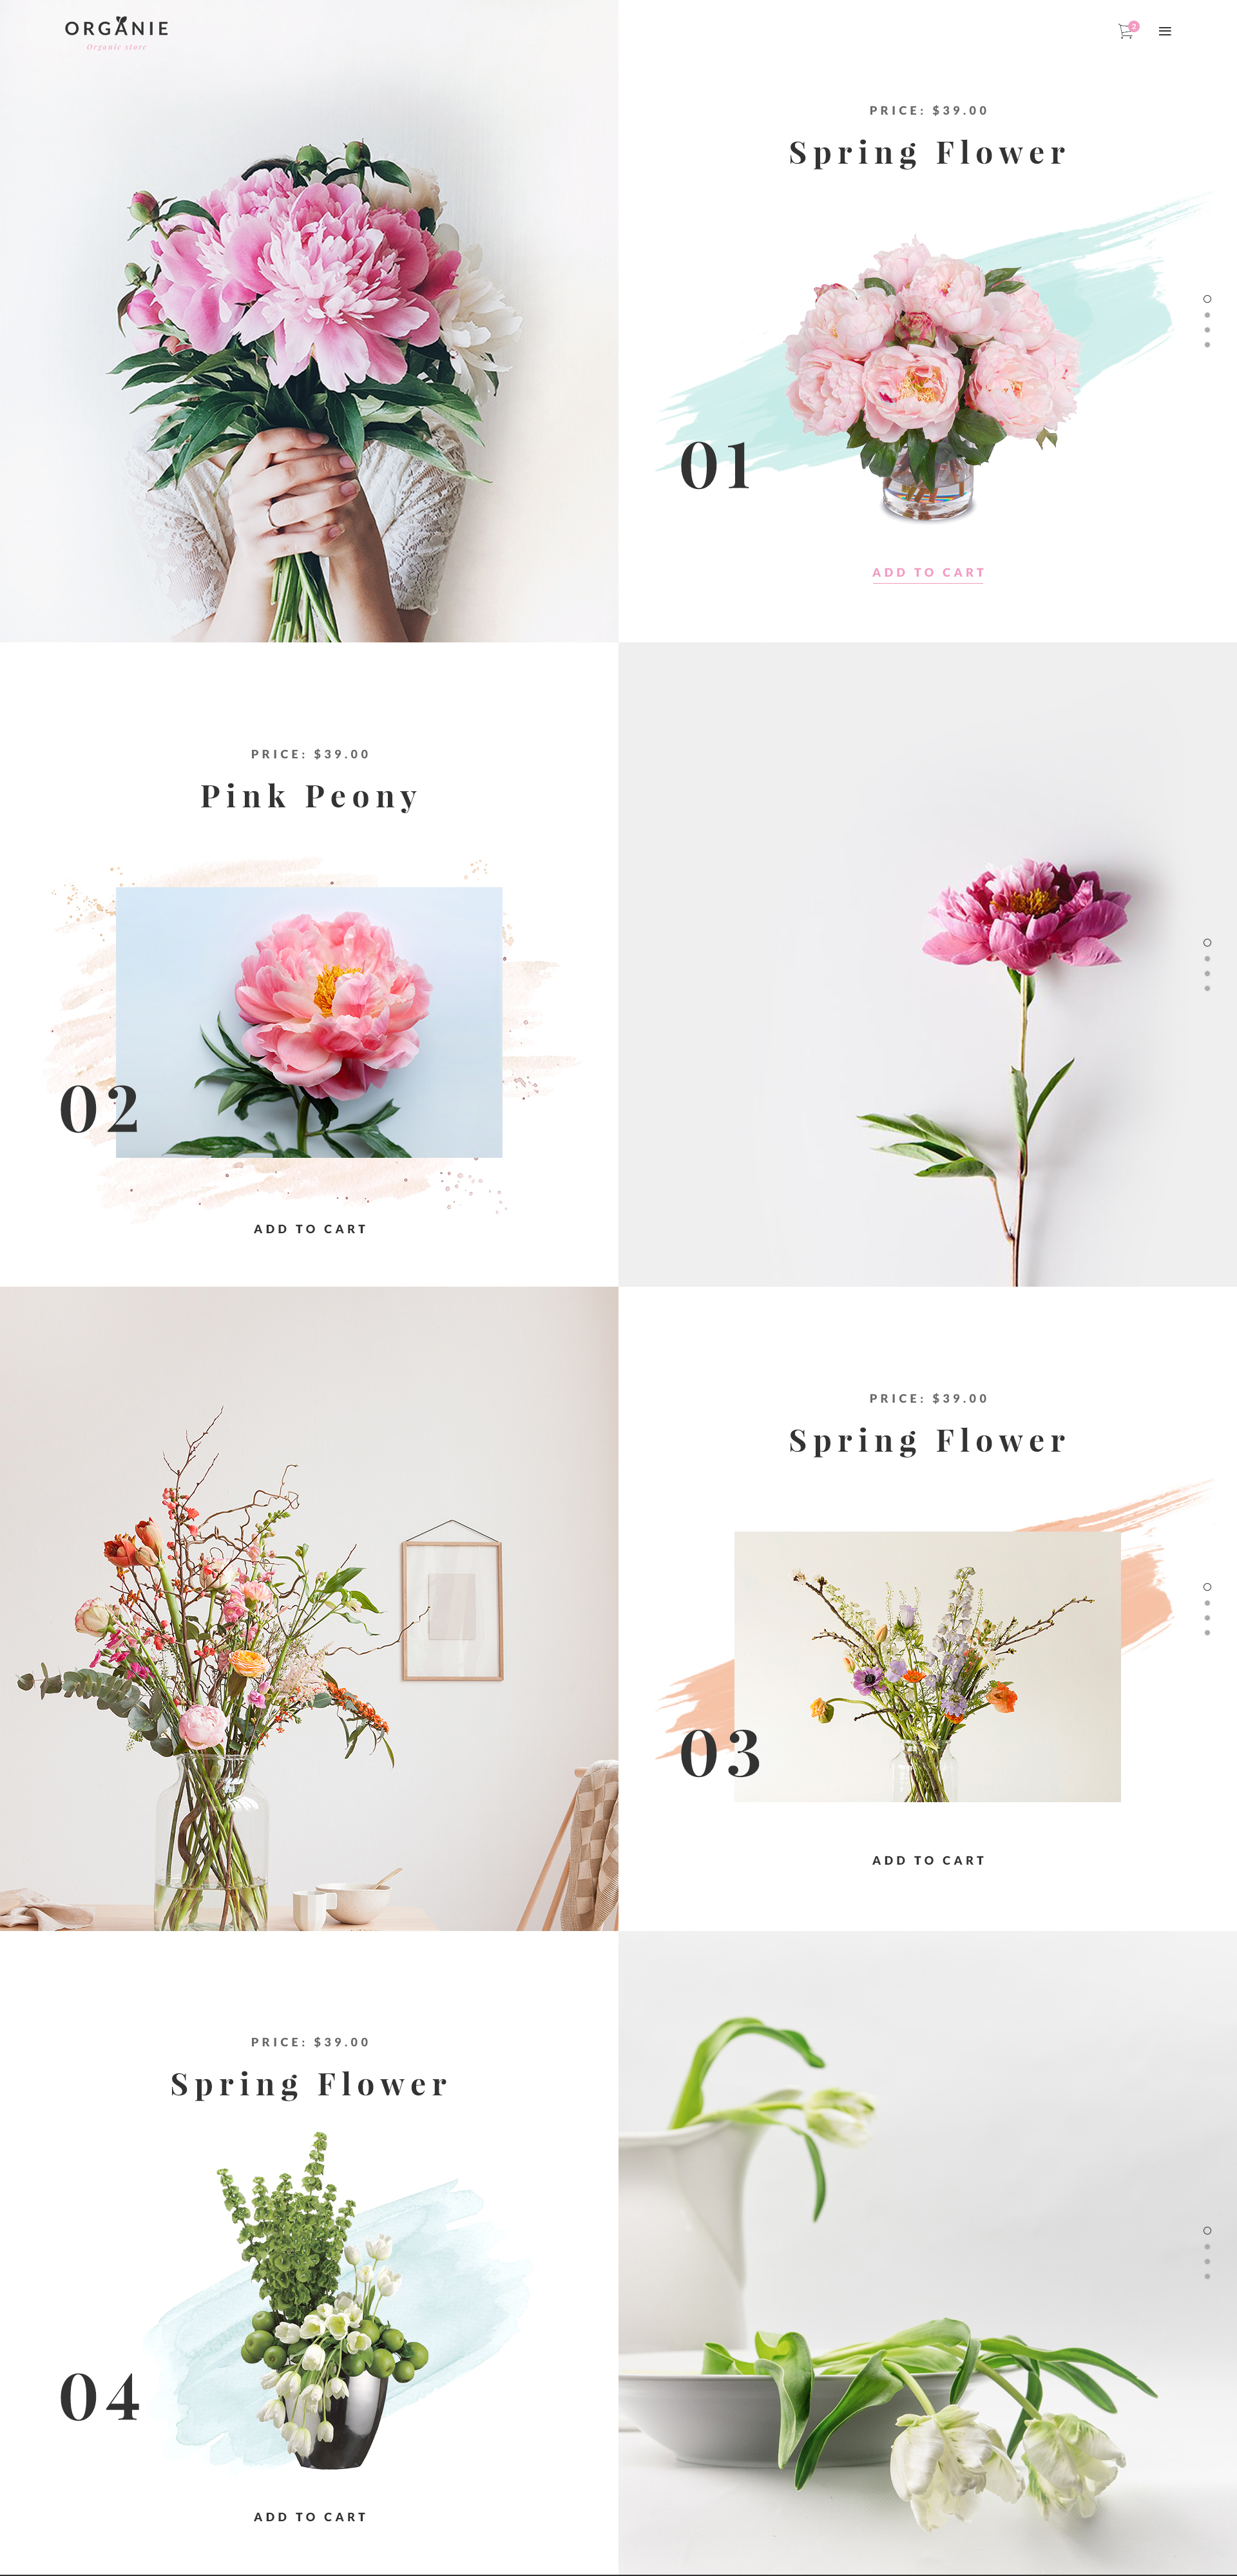 ORGANIE
Organic store
2
PRICE: $39.00
Spring Flower
01
ADD TO CART
PRICE: $39.00
Pink Peony
02
ADD TO CART
PRICE: $39.00
Spring Flower
03
ADD TO CART
PRICE: $39.00
Spring Flower
04
ADD TO CART